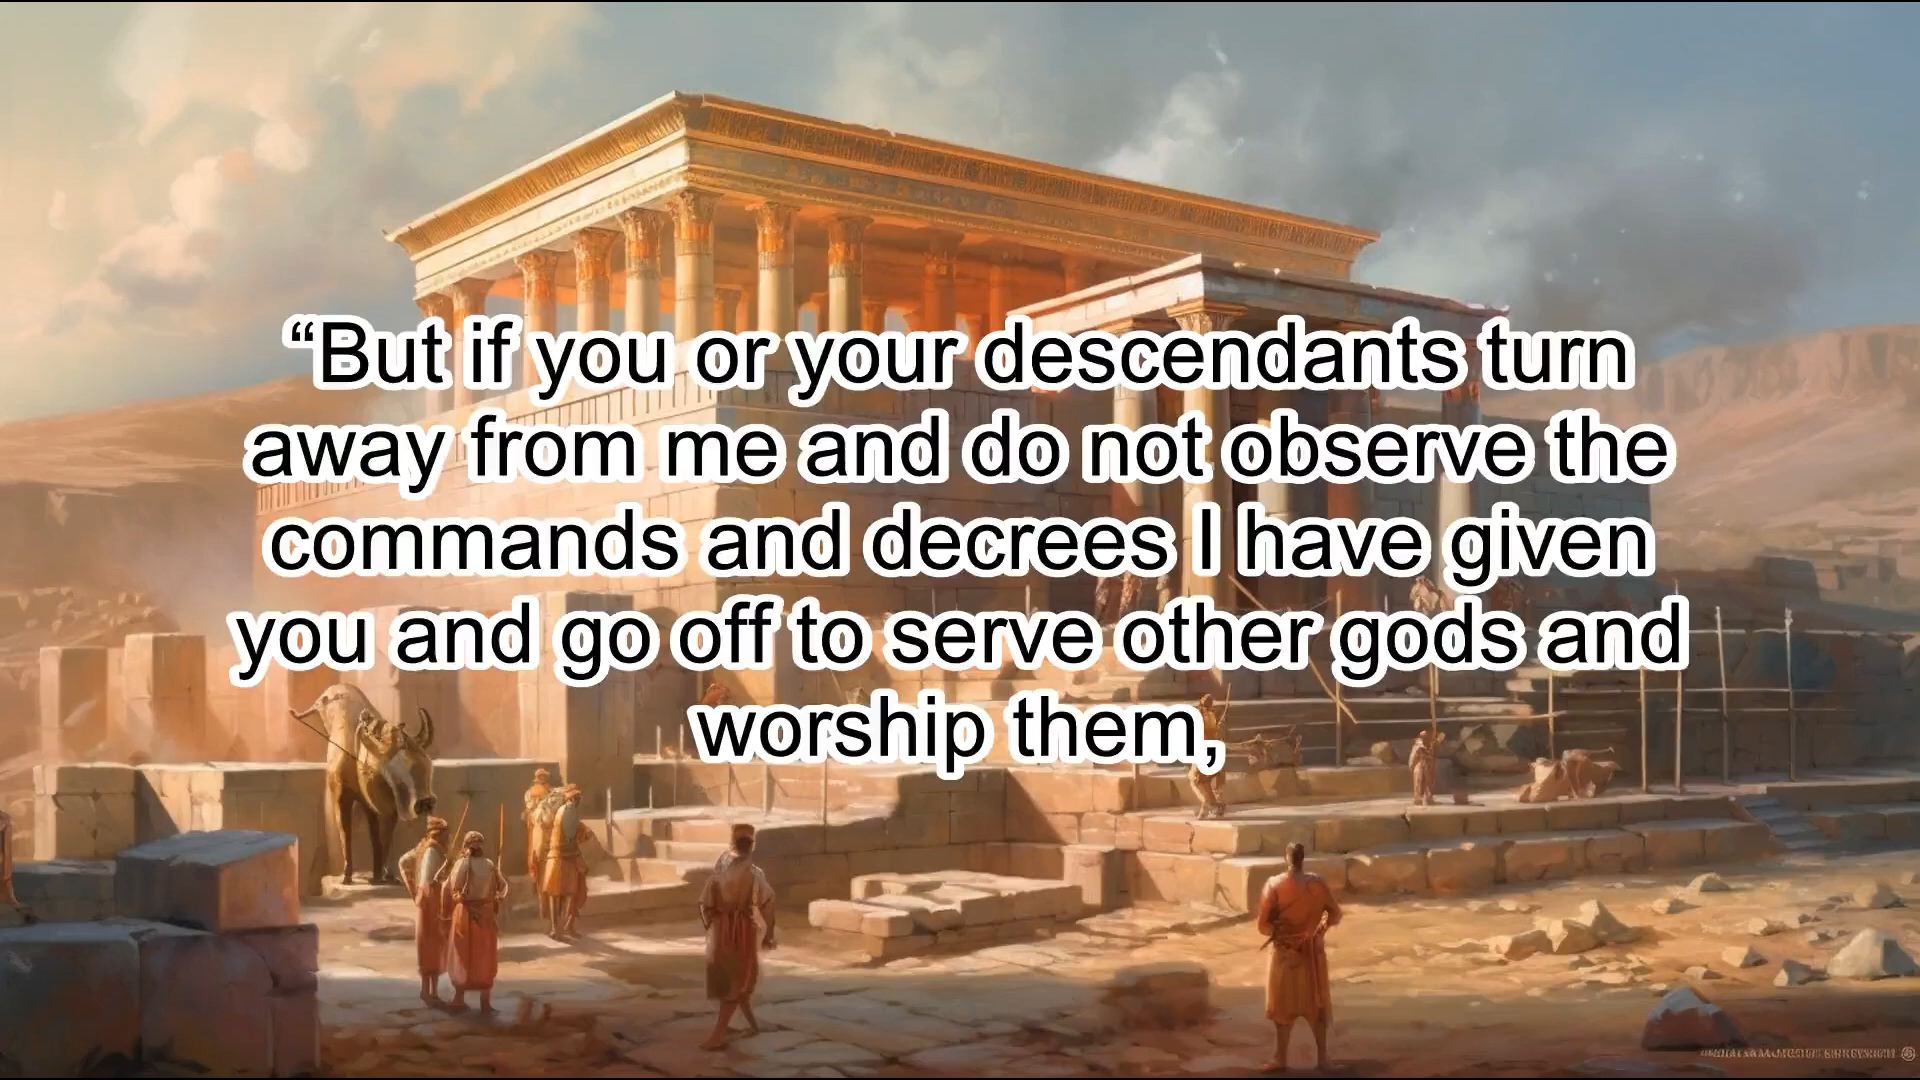 “But if you or your descendants turn
away from me and do not observe the
commands and decrees I have given
you and go off to serve other gods and
worship them,